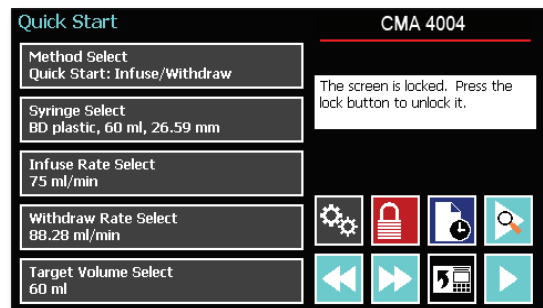 Quick Start
CMA 4004
Method Select
Quick Start: Infuse/Withdraw
The screen is locked. Press the
lock button to unlock it.
Syringe Select
BD plastic, 60 ml, 26.59 mm
Infuse Rate Select
75 ml/min
Withdraw Rate Select
88.28 ml/min
Target Volume Select
60 ml